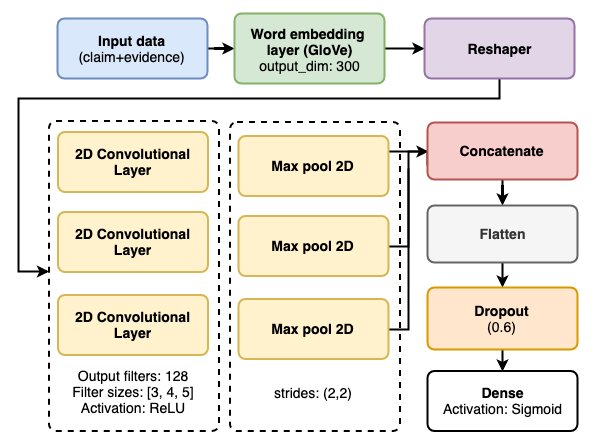 Input data
(claim+evidence)
Word embedding
layer (GloVe)
output_dim: 300
Reshaper
2D Convolutional
Layer
2D Convolutional
Layer
2D Convolutional
Layer
Output filters: 128
Filter sizes: [3, 4, 5]
Activation: ReLU
Max pool 2D
Max pool 2D
Max pool 2D
strides: (2,2)
Concatenate
Flatten
Dropout
(0.6)
Dense
Activation: Sigmoid